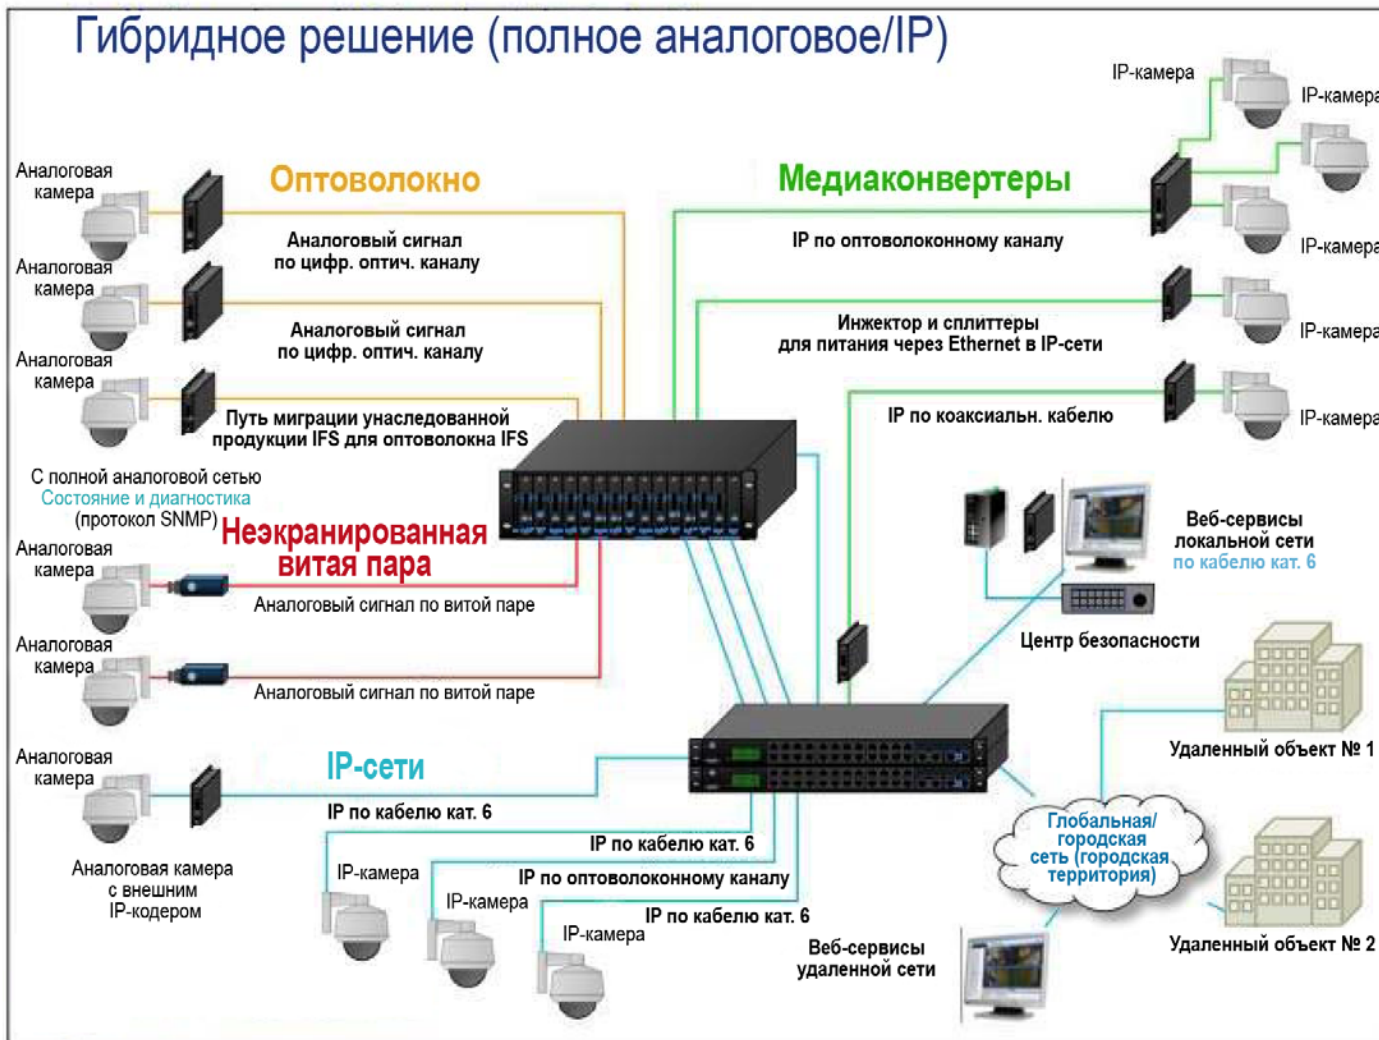 Гибридное решение (полное аналоговое/IP)
IP-камера
IP-камера
Аналоговая
камера
Оптоволокно
Медиаконвертеры
Аналоговый сигнал
по цифр. оптич. каналу
IP по оптоволоконному каналу
IP-камера
Аналоговая
камера
Аналоговый сигнал
по цифр. оптич. каналу
Инжектор и сплиттеры
для питания через Ethernet в IP-сети
IP-камера
Аналоговая
камера
Путь миграции унаследованной
продукции IFS для оптоволокна IFS
IP по коаксиальн. кабелю
IP-камера
С полной аналоговой сетью
Состояние и диагностика
(протокол SNMP)
Неэкранированная
витая пара
Веб-сервисы
локальной сети
по кабелю кат. 6
Аналоговая
камера
Аналоговый сигнал по витой паре
Центр безопасности
Аналоговая
камера
Аналоговый сигнал по витой паре
Удаленный объект № 1
Аналоговая
камера
IP-сети
IP по кабелю кат. 6
Глобальная/
городская
сеть (городская
территория)
IP по кабелю кат. 6
Аналоговая камера
с внешним
IP-кодером
IP-камера
IP по оптоволоконному каналу
IP-камера
IP по кабелю кат. 6
IP-камера
Веб-сервисы
удаленной сети
Удаленный объект № 2